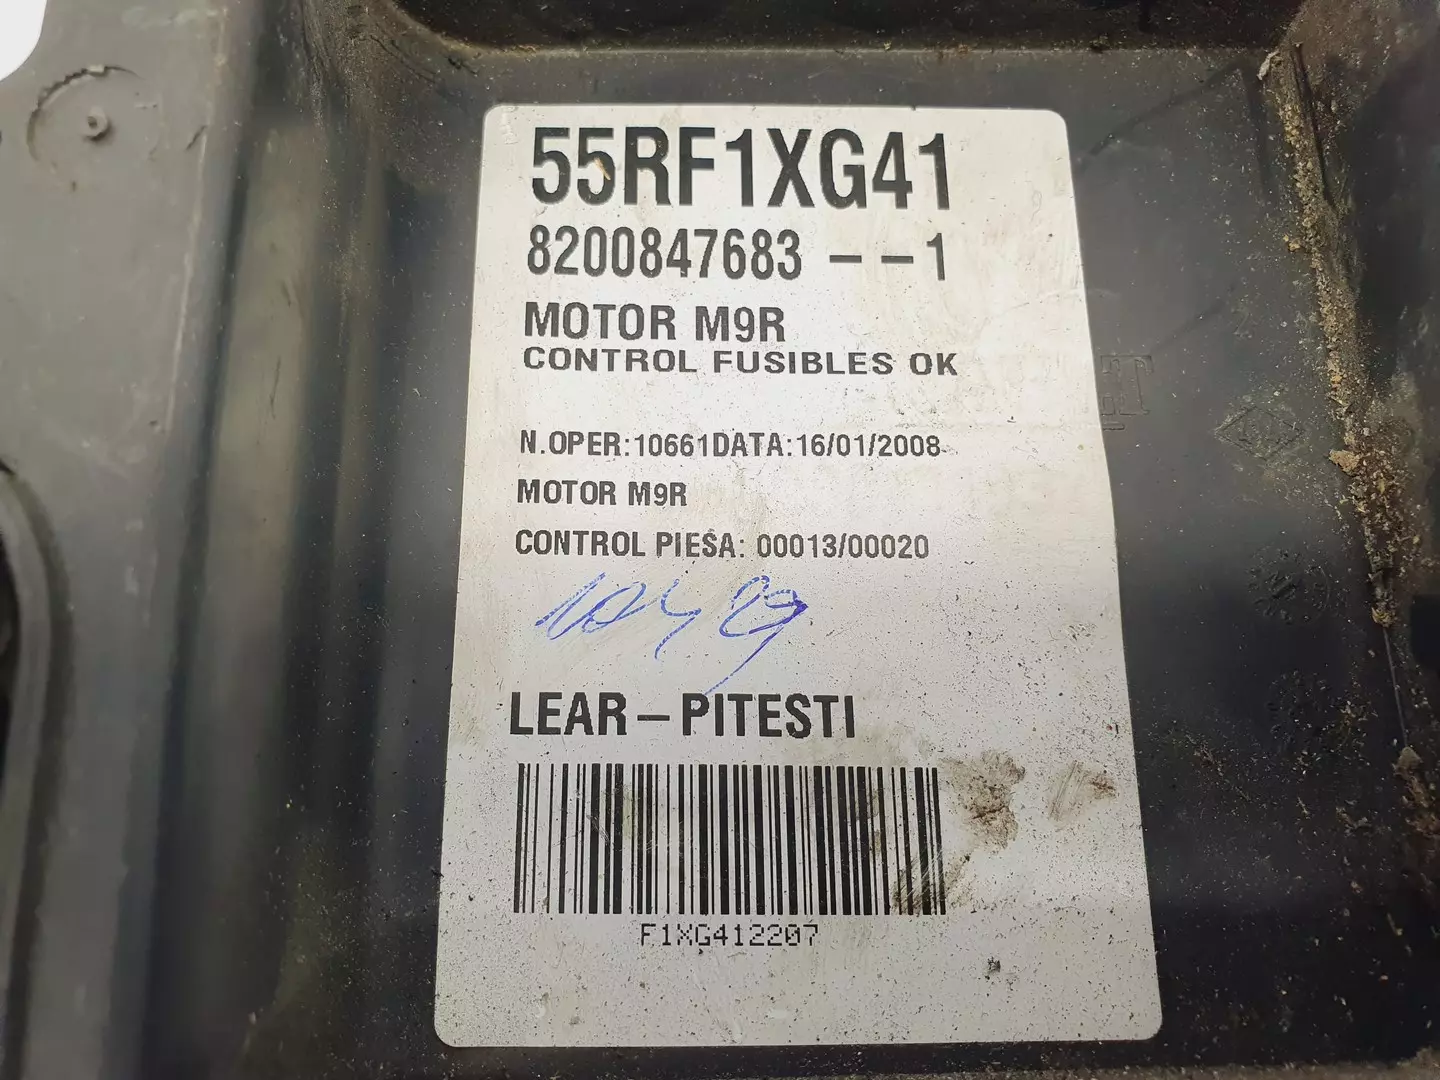 55RF1XG41
8200847683 – – 1
MOTOR M9R
CONTROL FUSIBLES OK
N.OPER:10661DATA:16/01/2008
MOTOR M9R
CONTROL PIESA: 00013/00020
LEAR – PITESTI
F1XG412207